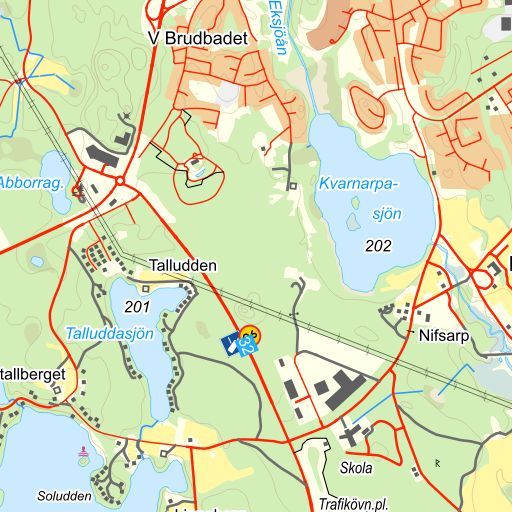 V Brudbadet
Eksjöån
Abborrag.
Kvarnarpa-
sjön
202
Talludden
201
Talluddasjön
32
Nifsarp
tallberget
Skola
Soludden
Trafikövn.pl.
R